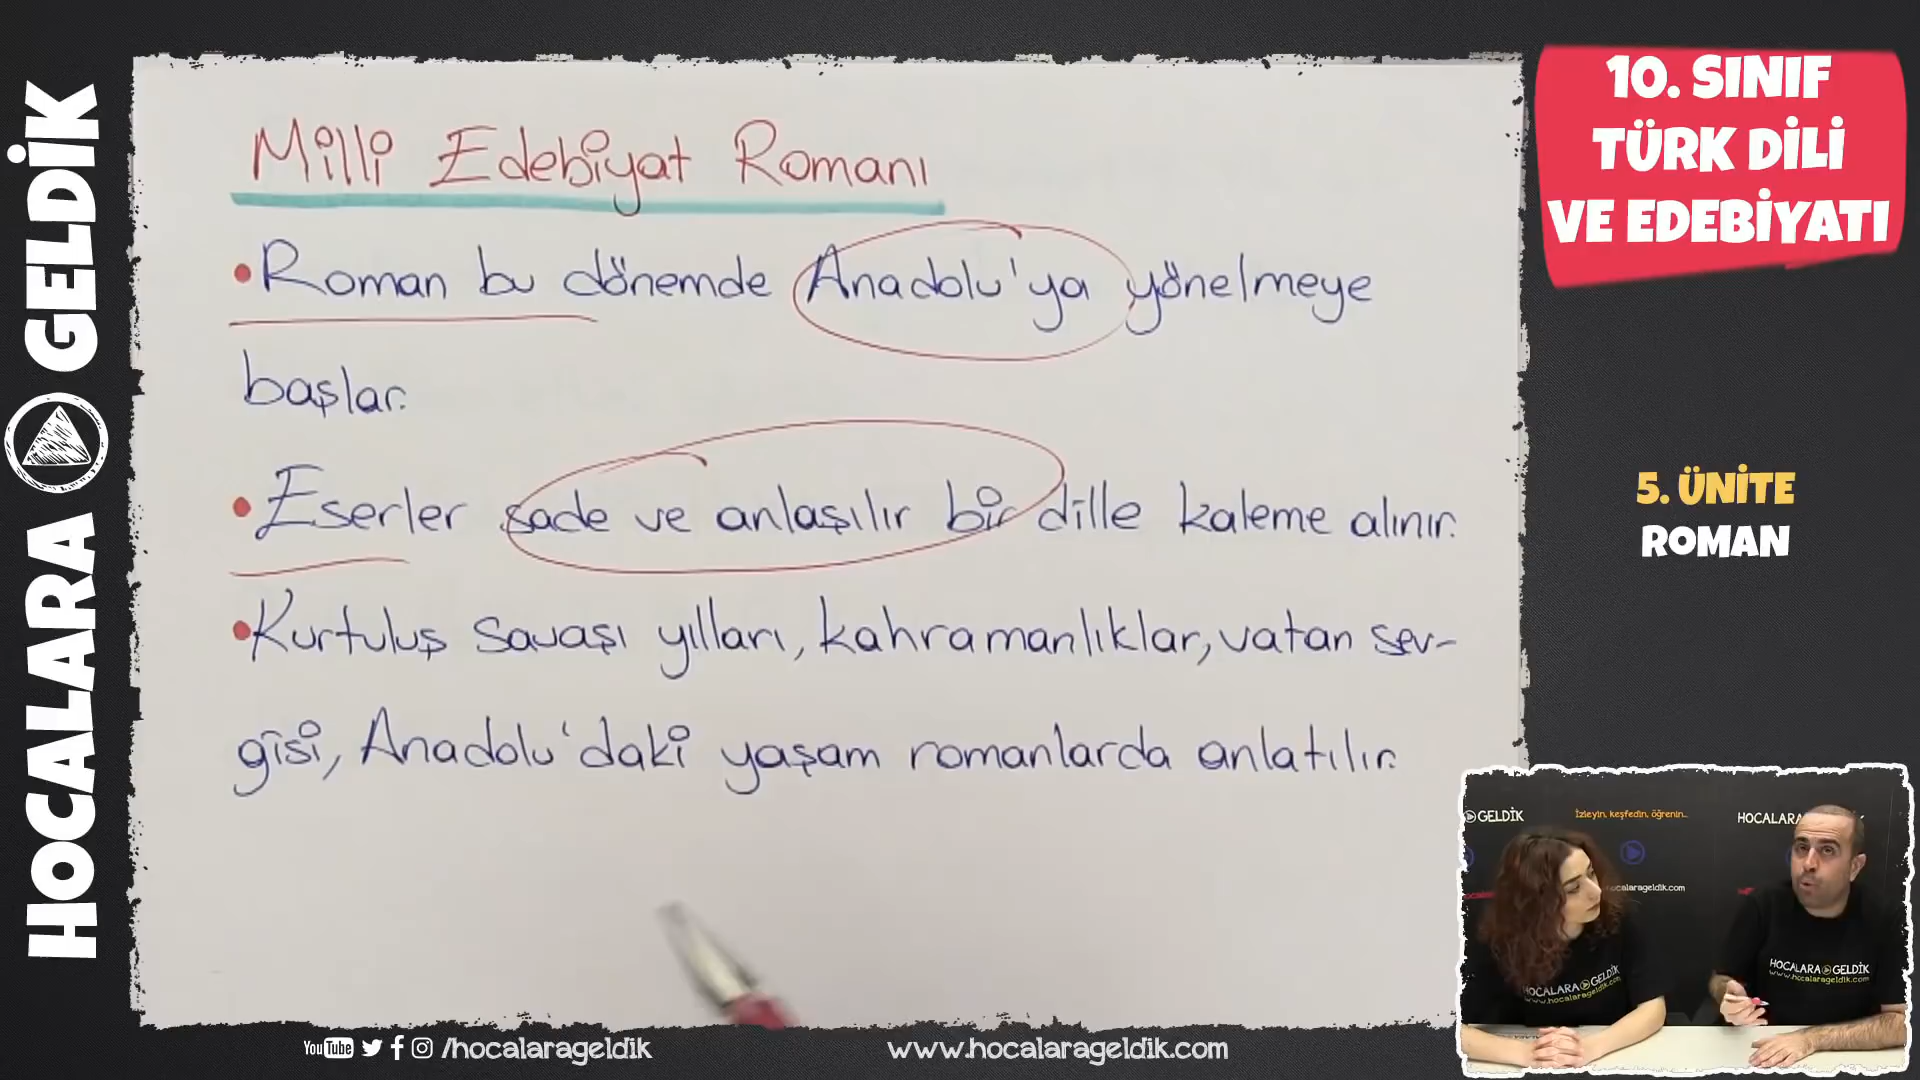 HOCALARA GELDİK
Milli Edebiyat Romanı
•Roman bu dönemde Anadolu'ya yönelmeye
başlar.
•Eserler sade ve anlaşılır bir dille kaleme alınır.
•Kurtuluş Savaşı yılları, kahramanlıklar, vatan sev-
gisi, Anadolu'daki yaşam romanlarda anlatılır.
10. SINIF
TÜRK DİLİ
VE EDEBİYATI
5. ÜNİTE
ROMAN
GELDİK
İzleyin, keşfedin, öğrenin...
HOCALARA
ocalarageldik.com
HOCALARA GELDİK
www.hocalarageldik.com
HOCALARA GELDİK
www.hocalarageldik.com
YouTube /hocalarageldik
www.hocalarageldik.com